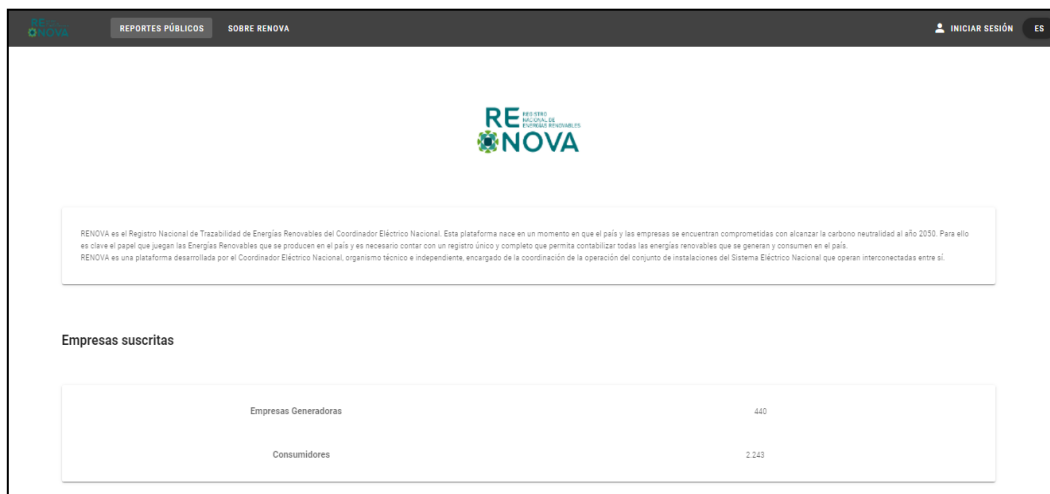 RE
NOVA
REPORTES PÚBLICOS
SOBRE RENOVA
INICIAR SESIÓN
ES
RE REGISTRO
NACIONAL DE
ENERGÍAS RENOVABLES
NOVA
RENOVA es el Registro Nacional de Trazabilidad de Energías Renovables del Coordinador Eléctrico Nacional. Esta plataforma nace en un momento en que el país y las empresas se encuentran comprometidas con alcanzar la carbono neutralidad al año 2050. Para ello
es clave el papel que juegan las Energías Renovables que se producen en el país y es necesario contar con un registro único y completo que permita contabilizar todas las energías renovables que se generan y consumen en el país.
RENOVA es una plataforma desarrollada por el Coordinador Eléctrico Nacional, organismo técnico e independiente, encargado de la coordinación de la operación del conjunto de instalaciones del Sistema Eléctrico Nacional que operan interconectadas entre sí.
Empresas suscritas
Empresas Generadoras 440
Consumidores 2.243